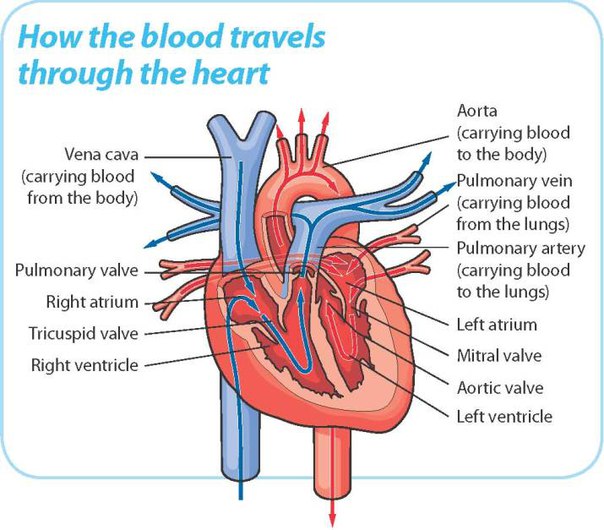 How the blood travels
through the heart
Vena cava
(carrying blood
from the body)
Pulmonary valve
Right atrium
Tricuspid valve
Right ventricle
Aorta
(carrying blood
to the body)
Pulmonary vein
(carrying blood
from the lungs)
Pulmonary artery
(carrying blood
to the lungs)
Left atrium
Mitral valve
Aortic valve
Left ventricle